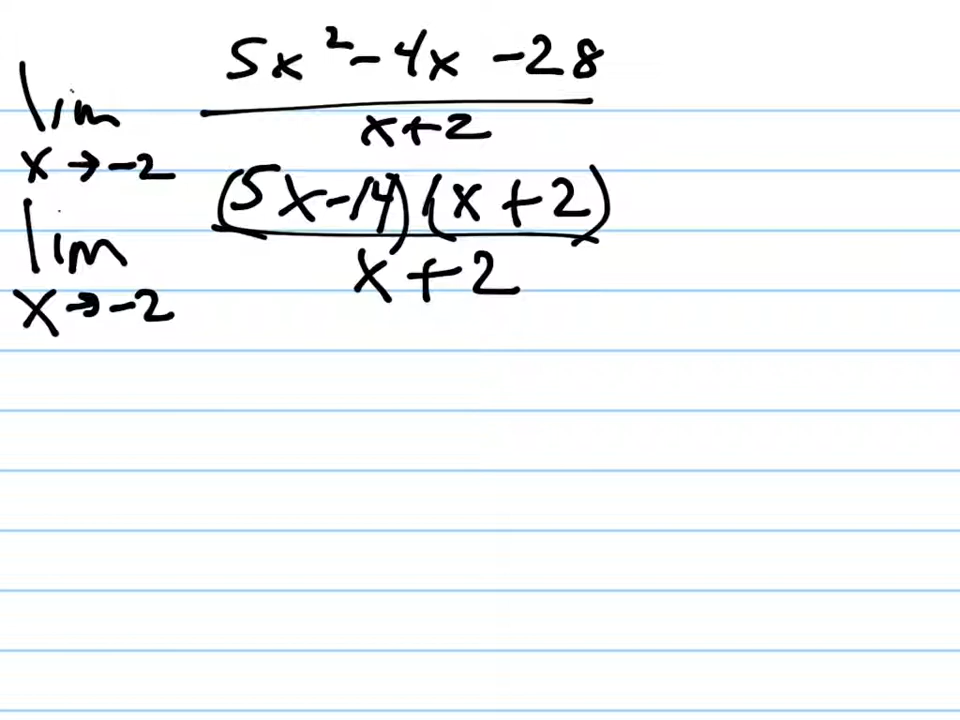 lim x→-2 (5x² - 4x - 28)/(x+2)
lim x→-2 ((5x-14)(x+2))/(x+2)